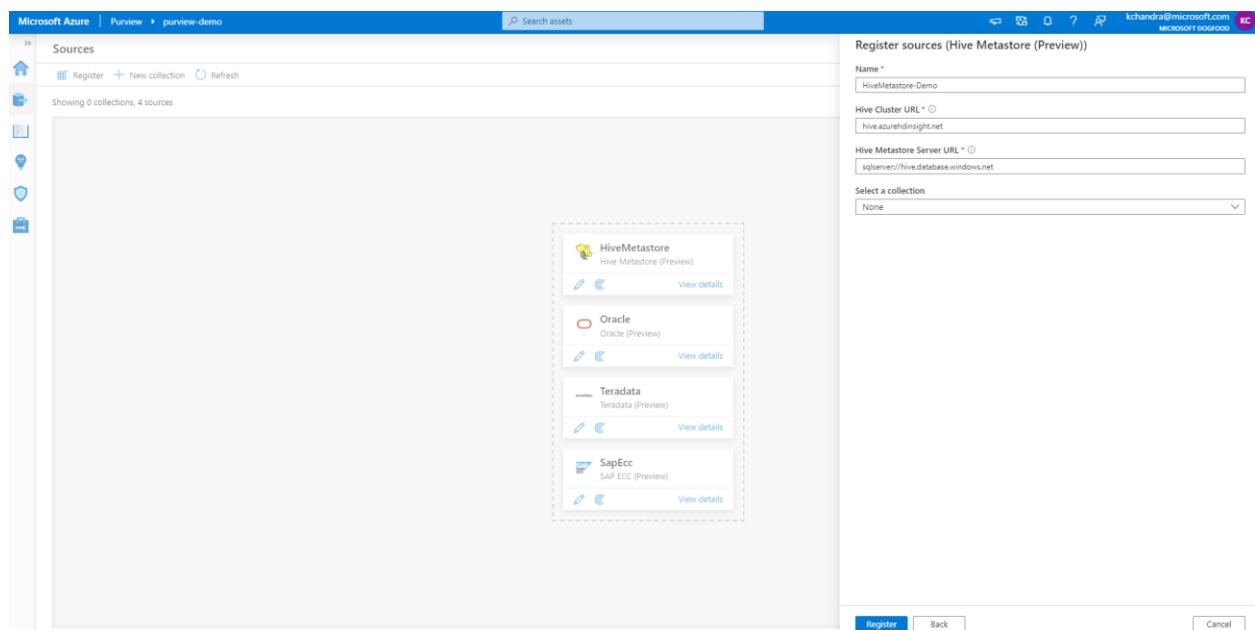 Microsoft Azure | Purview ▸ purview-demo
Search assets
kchandra@microsoft.com
MICROSOFT DOGFOOD
KC
Sources
Register New collection Refresh
Showing 0 collections, 4 sources
HiveMetastore
Hive Metastore (Preview)
View details
Oracle
Oracle (Preview)
View details
Teradata
Teradata (Preview)
View details
SAP
SapEcc
SAP ECC (Preview)
View details
Register sources (Hive Metastore (Preview))
Name *
HiveMetastore-Demo
Hive Cluster URL *
hive.azurehdinsight.net
Hive Metastore Server URL *
sqlserver://hive.database.windows.net
Select a collection
None
Register Back Cancel